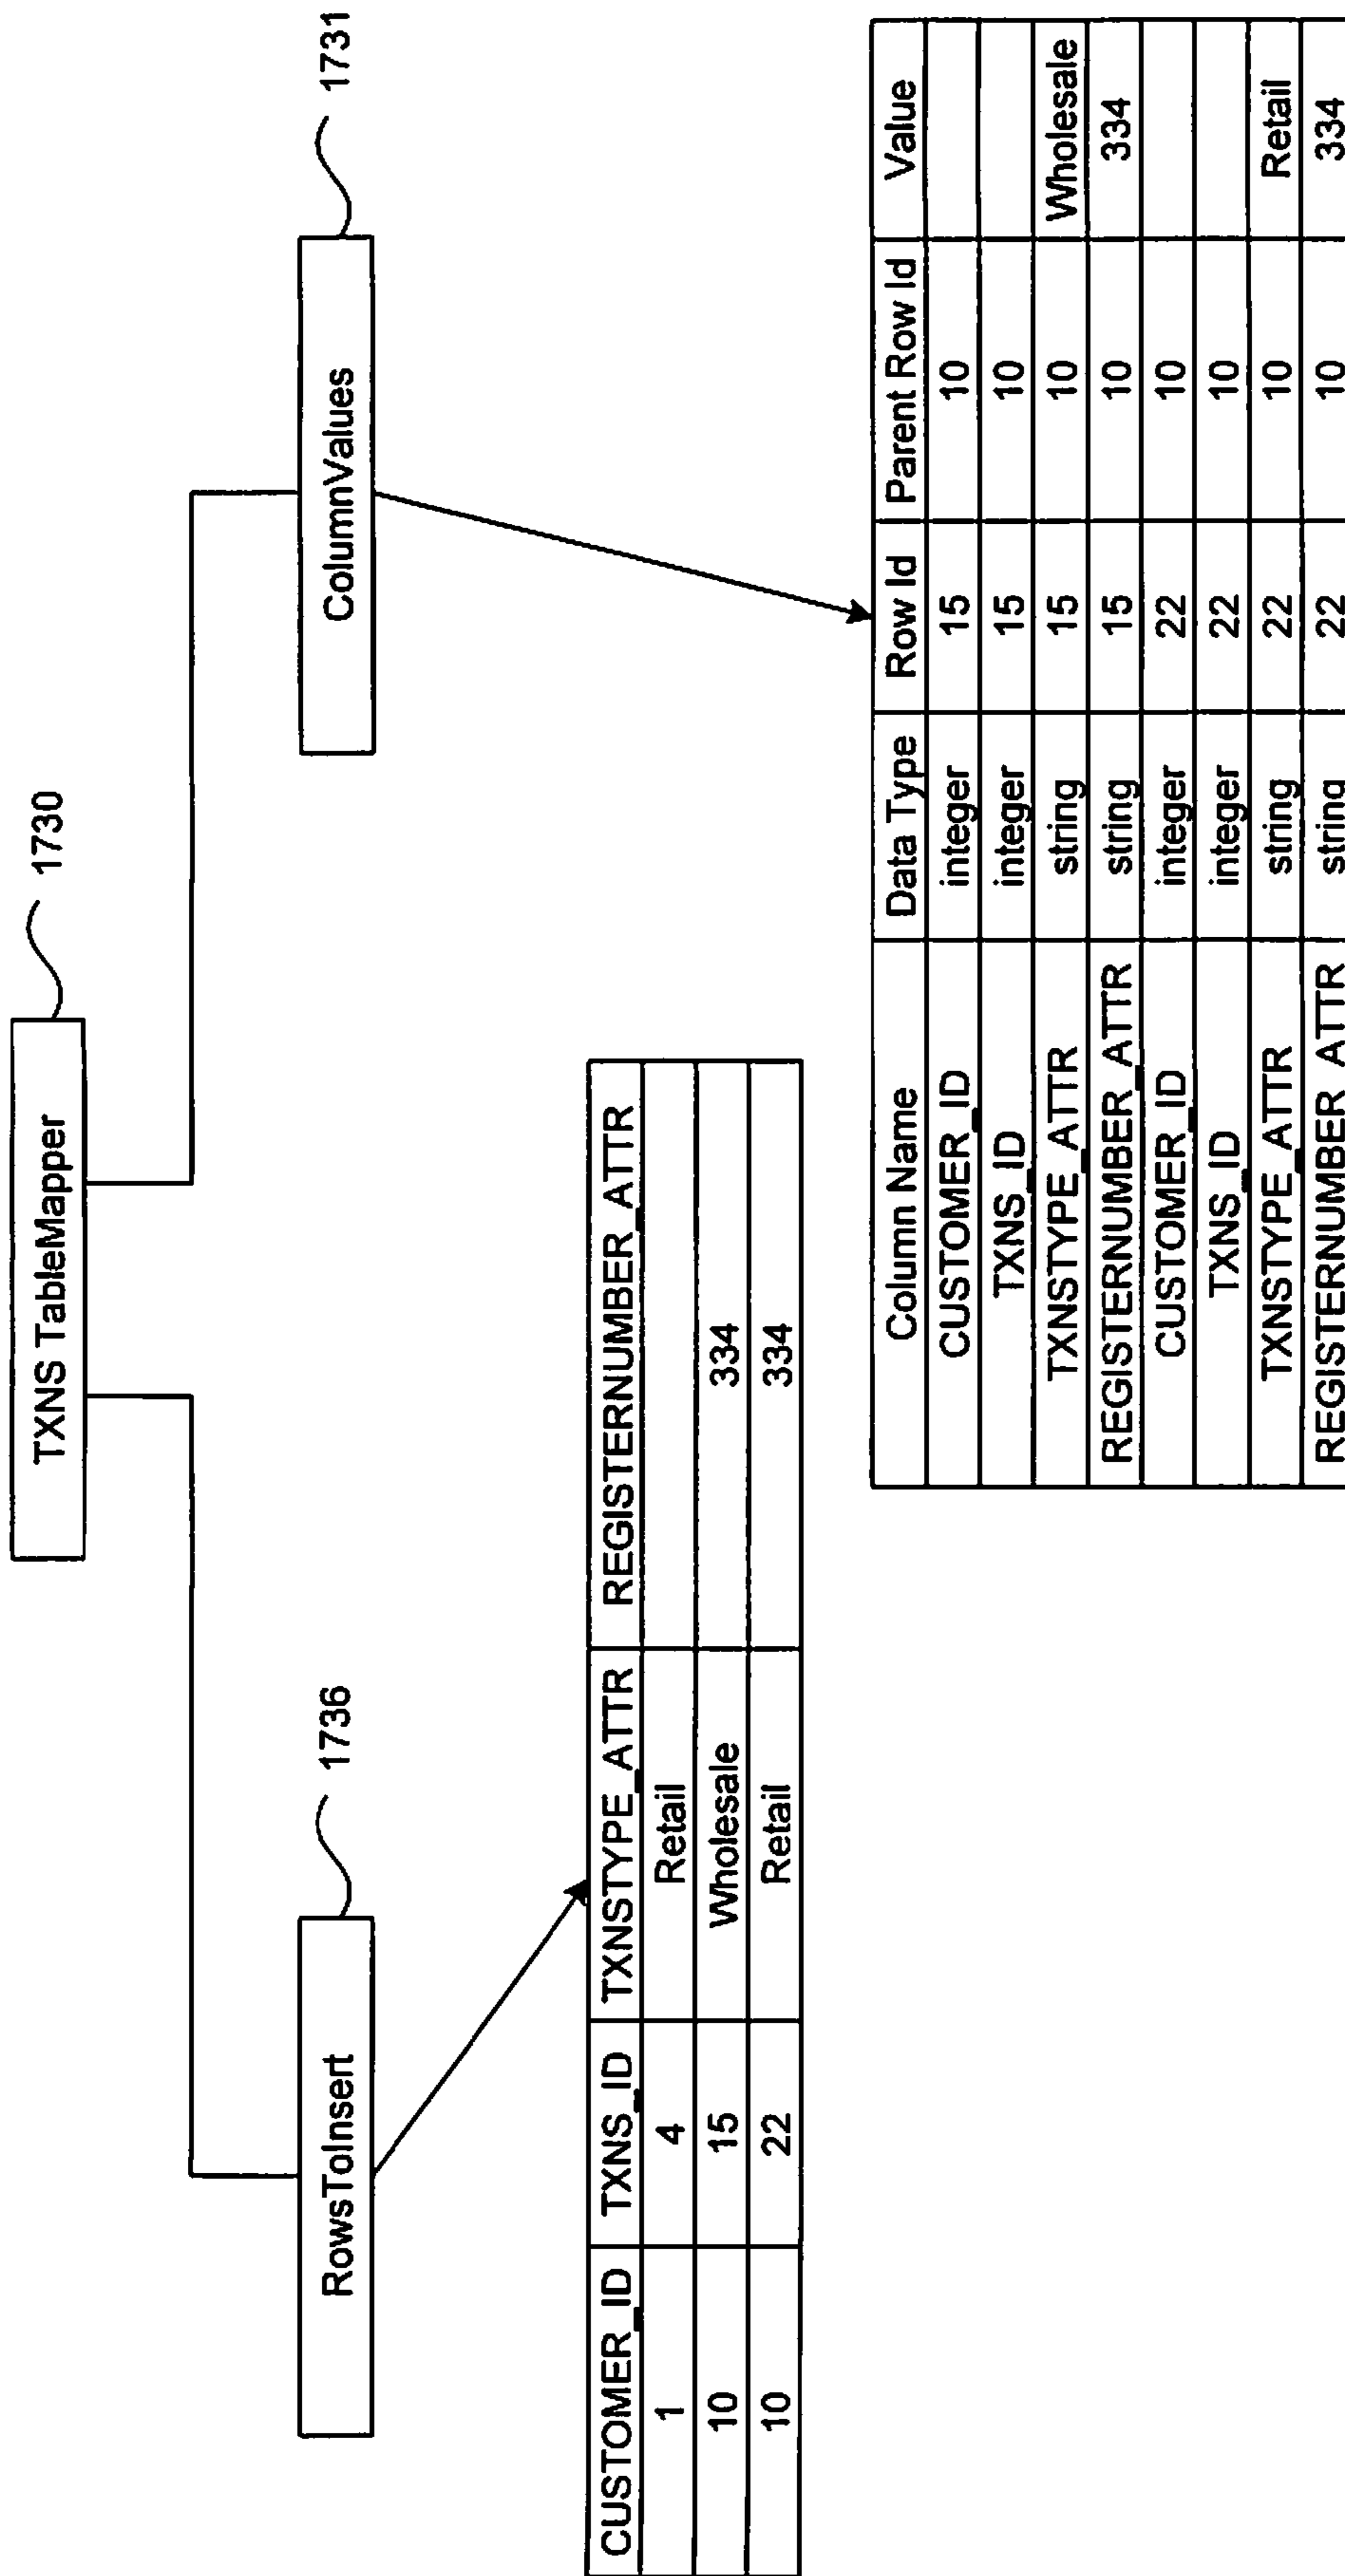 TXNS TableMapper
1730
RowsToInsert
1736
ColumnValues
1731
CUSTOMER_ID TXNS_ID TXNSTYPE_ATTR REGISTERNUMBER_ATTR
1 4 Retail
10 15 Wholesale 334
10 22 Retail 334
Column Name Data Type Row Id Parent Row Id Value
CUSTOMER_ID integer 15 10
TXNS_ID integer 15 10
TXNSTYPE_ATTR string 15 10 Wholesale
REGISTERNUMBER_ATTR string 15 10 334
CUSTOMER_ID integer 22 10
TXNS_ID integer 22 10
TXNSTYPE_ATTR string 22 10 Retail
REGISTERNUMBER_ATTR string 22 10 334